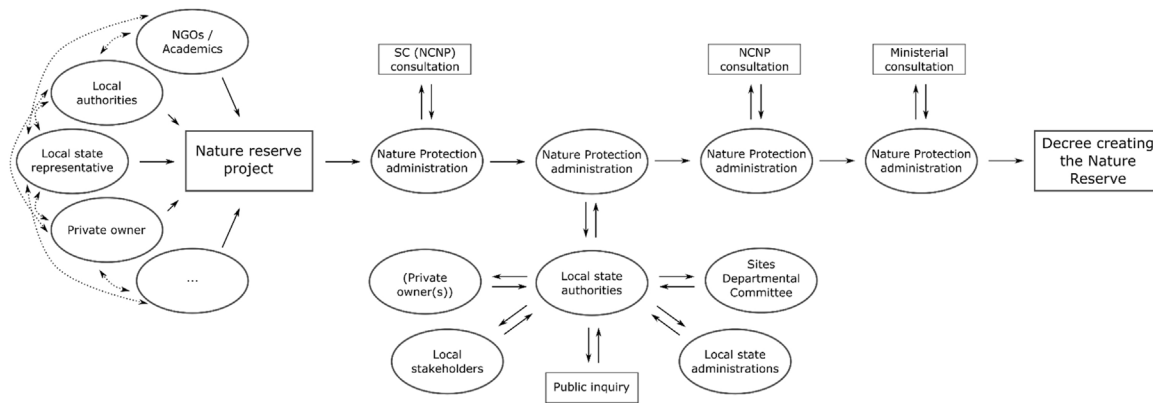 NGOs /
Academics
Local
authorities
Local state
representative
Private owner
...
Nature reserve
project
SC (NCNP)
consultation
Nature Protection
administration
Nature Protection
administration
NCNP
consultation
Nature Protection
administration
Ministerial
consultation
Nature Protection
administration
Decree creating
the Nature
Reserve
(Private
owner(s))
Local state
authorities
Sites
Departmental
Committee
Local
stakeholders
Public inquiry
Local state
administrations